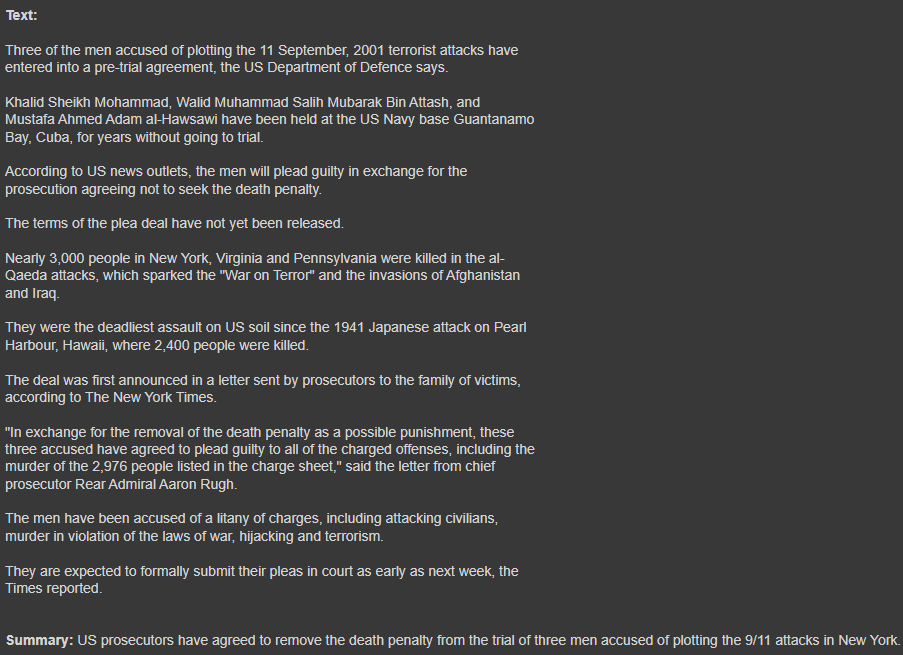 Text:
Three of the men accused of plotting the 11 September, 2001 terrorist attacks have
entered into a pre-trial agreement, the US Department of Defence says.
Khalid Sheikh Mohammad, Walid Muhammad Salih Mubarak Bin Attash, and
Mustafa Ahmed Adam al-Hawsawi have been held at the US Navy base Guantanamo
Bay, Cuba, for years without going to trial.
According to US news outlets, the men will plead guilty in exchange for the
prosecution agreeing not to seek the death penalty.
The terms of the plea deal have not yet been released.
Nearly 3,000 people in New York, Virginia and Pennsylvania were killed in the al-
Qaeda attacks, which sparked the "War on Terror" and the invasions of Afghanistan
and Iraq.
They were the deadliest assault on US soil since the 1941 Japanese attack on Pearl
Harbour, Hawaii, where 2,400 people were killed.
The deal was first announced in a letter sent by prosecutors to the family of victims,
according to The New York Times.
"In exchange for the removal of the death penalty as a possible punishment, these
three accused have agreed to plead guilty to all of the charged offenses, including the
murder of the 2,976 people listed in the charge sheet," said the letter from chief
prosecutor Rear Admiral Aaron Rugh.
The men have been accused of a litany of charges, including attacking civilians,
murder in violation of the laws of war, hijacking and terrorism.
They are expected to formally submit their pleas in court as early as next week, the
Times reported.
Summary: US prosecutors have agreed to remove the death penalty from the trial of three men accused of plotting the 9/11 attacks in New York.